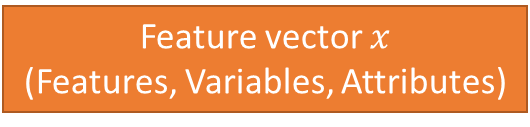 Feature vector 𝑥
(Features, Variables, Attributes)